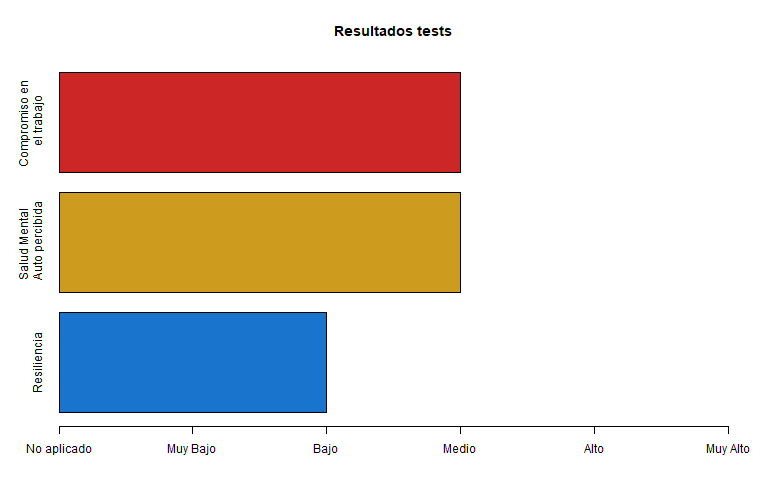 Resultados tests
Compromiso en
el trabajo
Salud Mental
Auto percibida
Resiliencia
No aplicado
Muy Bajo
Bajo
Medio
Alto
Muy Alto